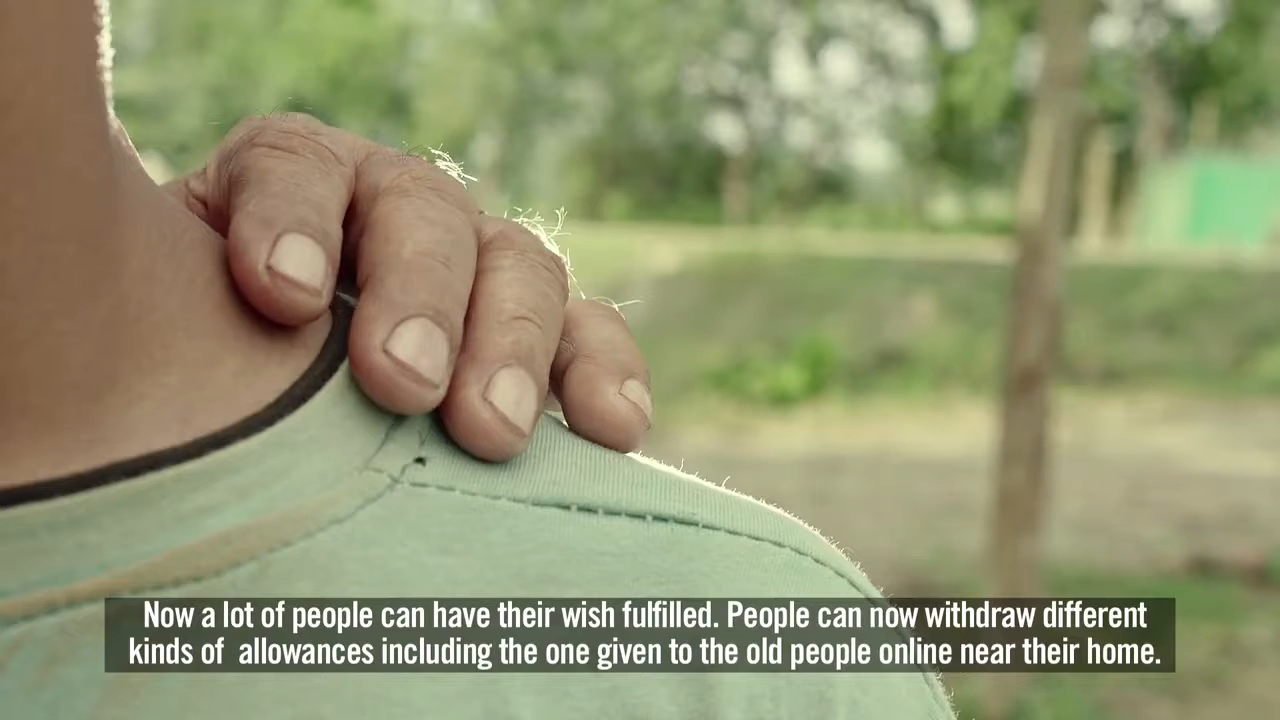 Now a lot of people can have their wish fulfilled. People can now withdraw different
kinds of  allowances including the one given to the old people online near their home.